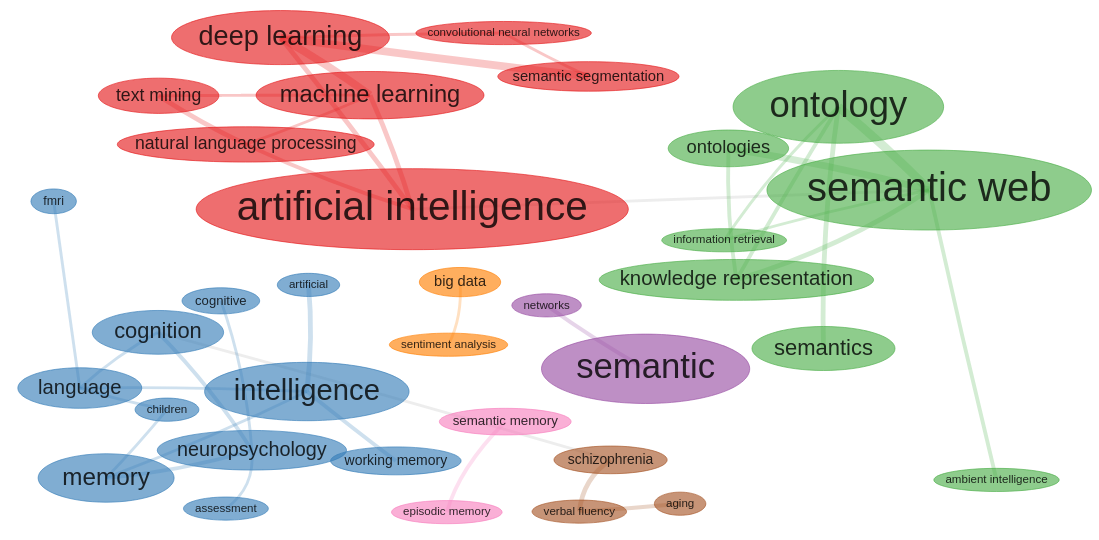 deep learning
convolutional neural networks
semantic segmentation
text mining
machine learning
ontology
natural language processing
ontologies
semantic web
fmri
artificial intelligence
information retrieval
knowledge representation
big data
artificial
cognitive
networks
cognition
sentiment analysis
semantics
semantic
language
intelligence
children
semantic memory
neuropsychology
working memory
schizophrenia
memory
ambient intelligence
assessment
episodic memory
verbal fluency
aging